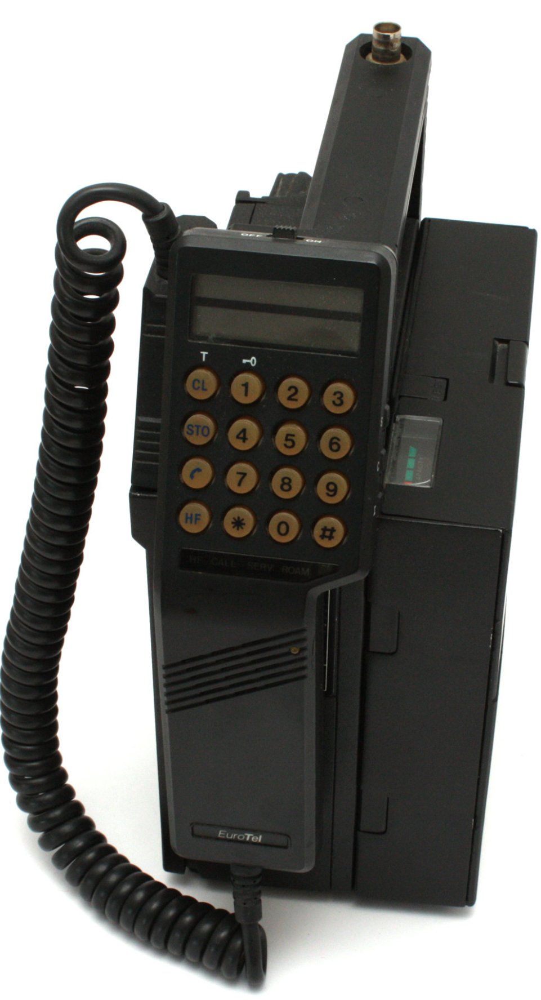 OFF ON
T
CL 1 2 3
STO 4 5 6
7 8 9
HF * 0 #
HF CALL SERV ROAM
EuroTel